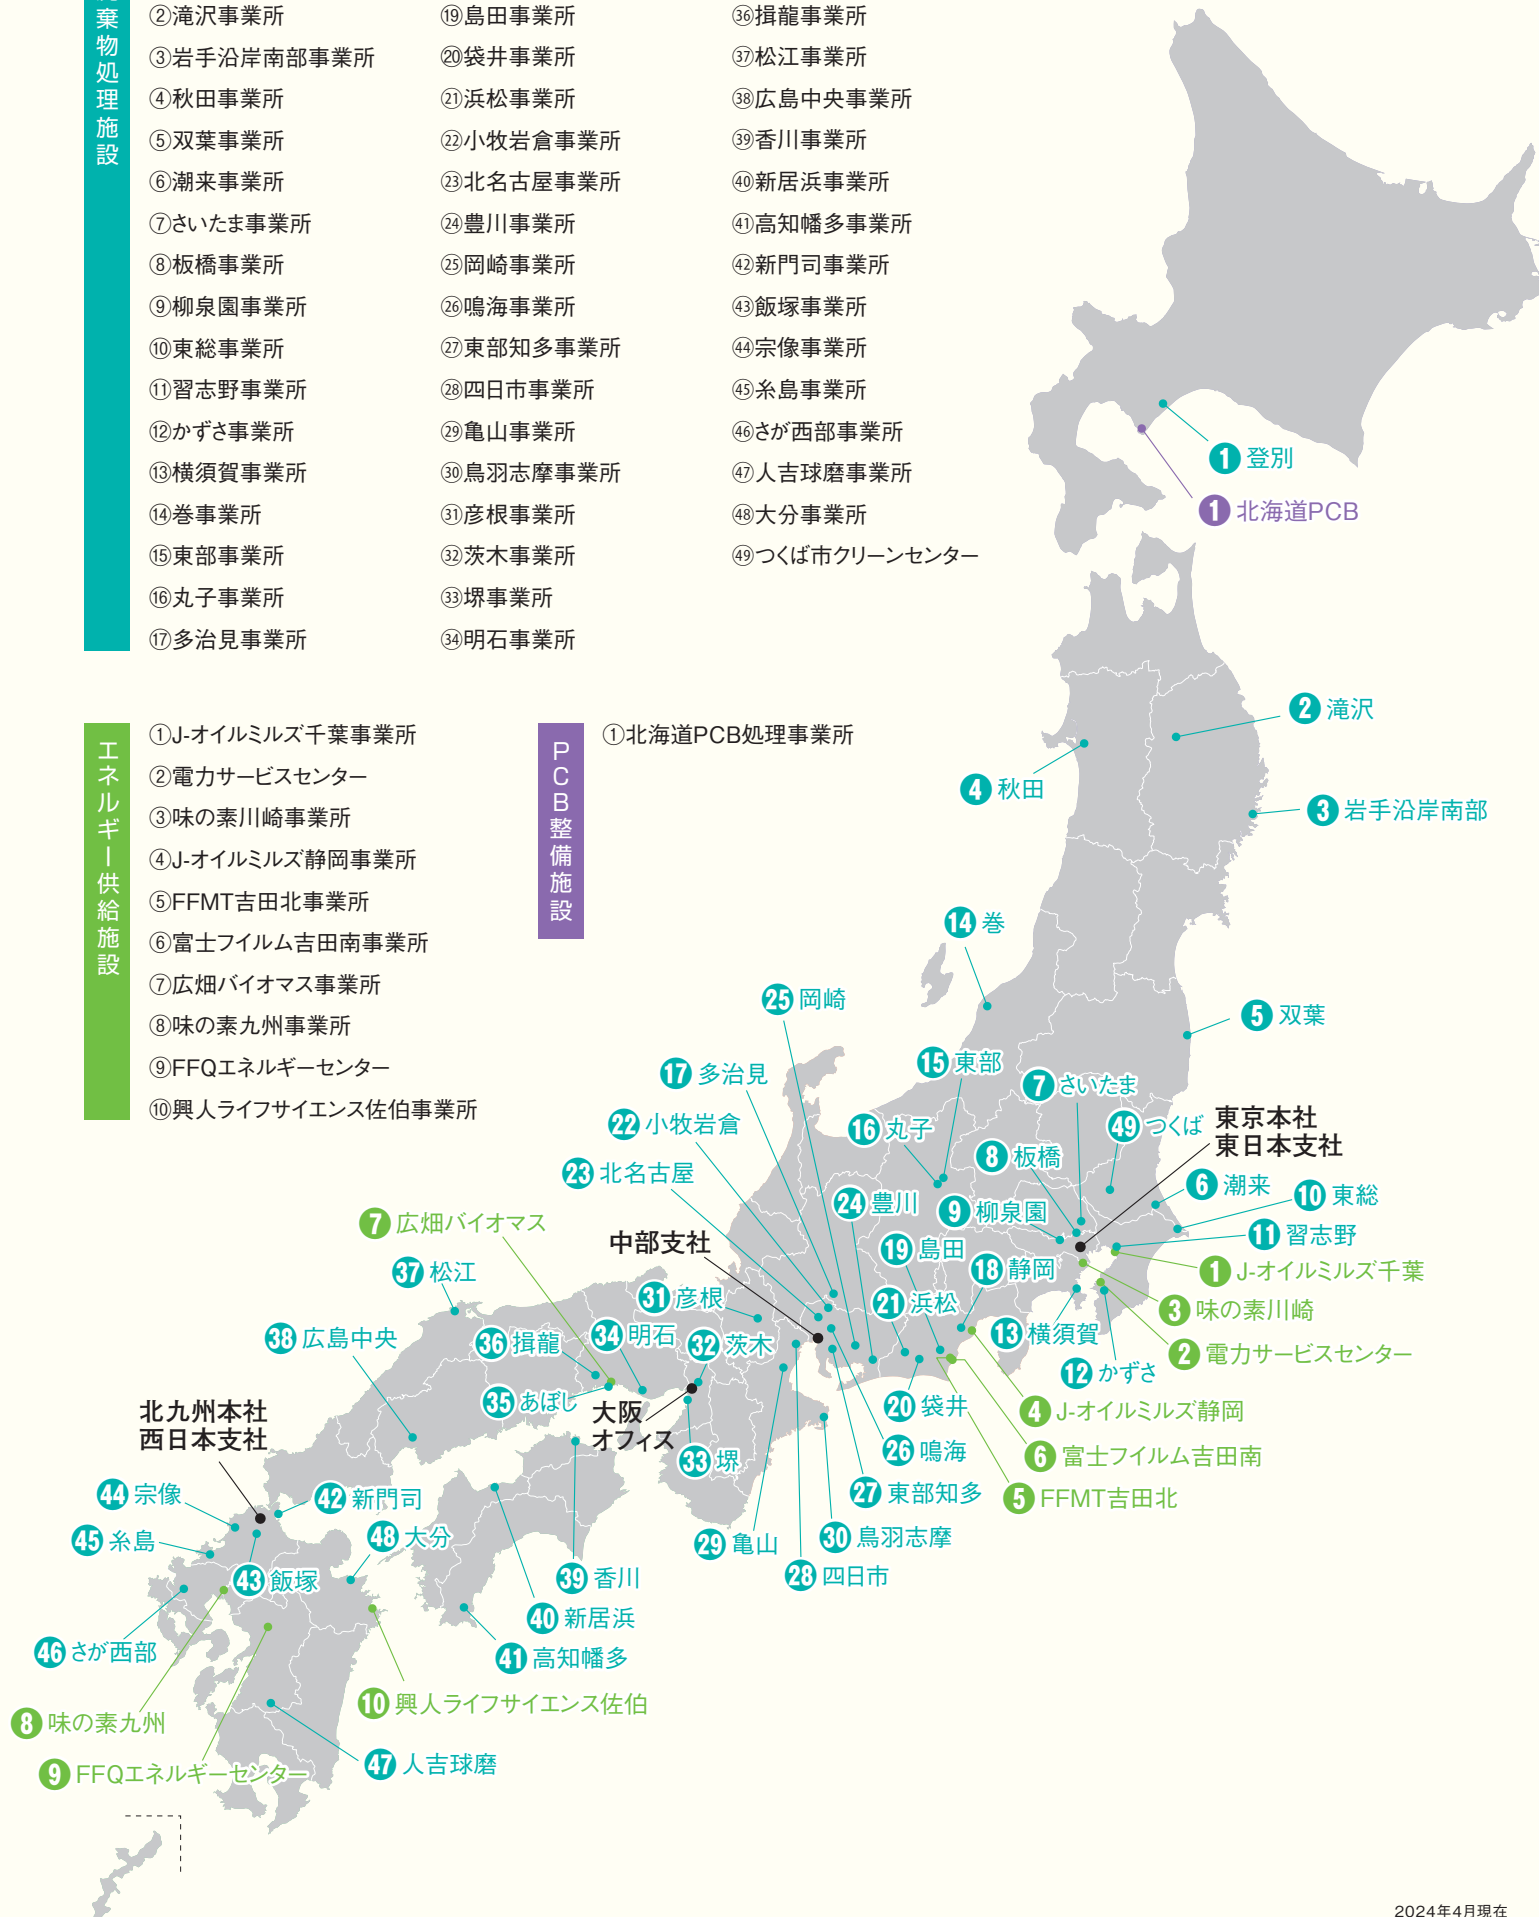 棄物処理施設
②滝沢事業所
③岩手沿岸南部事業所
④秋田事業所
⑤双葉事業所
⑥潮来事業所
⑦さいたま事業所
⑧板橋事業所
⑨柳泉園事業所
⑩東総事業所
⑪習志野事業所
⑫かずさ事業所
⑬横須賀事業所
⑭巻事業所
⑮東部事業所
⑯丸子事業所
⑰多治見事業所
⑲島田事業所
⑳袋井事業所
㉑浜松事業所
㉒小牧岩倉事業所
㉓北名古屋事業所
㉔豊川事業所
㉕岡崎事業所
㉖鳴海事業所
㉗東部知多事業所
㉘四日市事業所
㉙亀山事業所
㉚鳥羽志摩事業所
㉛彦根事業所
㉜茨木事業所
㉝堺事業所
㉞明石事業所
㊱揖龍事業所
㊲松江事業所
㊳広島中央事業所
㊴香川事業所
㊵新居浜事業所
㊶高知幡多事業所
㊷新門司事業所
㊸飯塚事業所
㊹宗像事業所
㊺糸島事業所
㊻さが西部事業所
㊼人吉球磨事業所
㊽大分事業所
㊾つくば市クリーンセンター
エネルギー供給施設
①J-オイルミルズ千葉事業所
②電力サービスセンター
③味の素川崎事業所
④J-オイルミルズ静岡事業所
⑤FFMT吉田北事業所
⑥富士フイルム吉田南事業所
⑦広畑バイオマス事業所
⑧味の素九州事業所
⑨FFQエネルギーセンター
⑩興人ライフサイエンス佐伯事業所
PCB整備施設
①北海道PCB処理事業所
1 登別
1 北海道PCB
2 滝沢
4 秋田
3 岩手沿岸南部
14 巻
25 岡崎
5 双葉
15 東部
17 多治見
7 さいたま
22 小牧岩倉
16 丸子
49 つくば
東京本社
東日本支社
8 板橋
23 北名古屋
6 潮来
10 東総
24 豊川
9 柳泉園
7 広畑バイオマス
11 習志野
中部支社
19 島田
18 静岡
1 J-オイルミルズ千葉
37 松江
31 彦根
21 浜松
3 味の素川崎
38 広島中央
36 揖龍
34 明石
32 茨木
13 横須賀
2 電力サービスセンター
12 かずさ
35 あぼし
大阪
オフィス
20 袋井
4 J-オイルミルズ静岡
北九州本社
西日本支社
33 堺
26 鳴海
6 富士フイルム吉田南
44 宗像
42 新門司
27 東部知多
5 FFMT吉田北
45 糸島
48 大分
29 亀山
30 鳥羽志摩
43 飯塚
39 香川
28 四日市
40 新居浜
46 さが西部
41 高知幡多
10 興人ライフサイエンス佐伯
8 味の素九州
47 人吉球磨
9 FFQエネルギーセンター
2024年4月現在